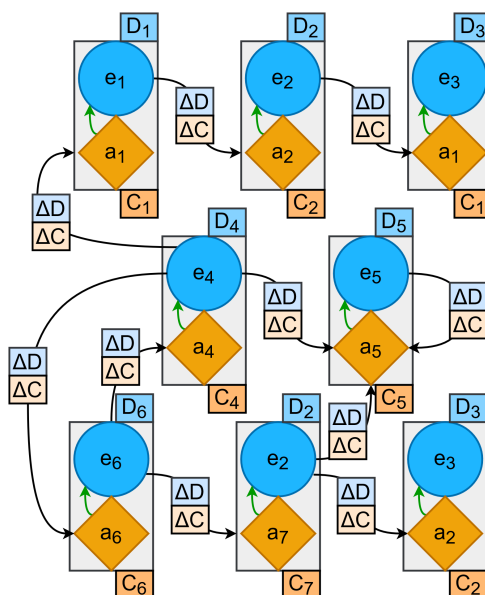 D1 D2 D3
e1 e2 e3
ΔD ΔD
ΔC ΔC
a1 a2 a1
ΔD
ΔC
C1 C2 C1
D4 D5
e4 e5
ΔD ΔD
ΔC ΔC
ΔD ΔD
ΔC ΔC
a4 a5
C4 C5
D6 D2 D3
ΔD
ΔC
e6 e2 e3
ΔD ΔD
ΔC ΔC
a6 a7 a2
C6 C7 C2